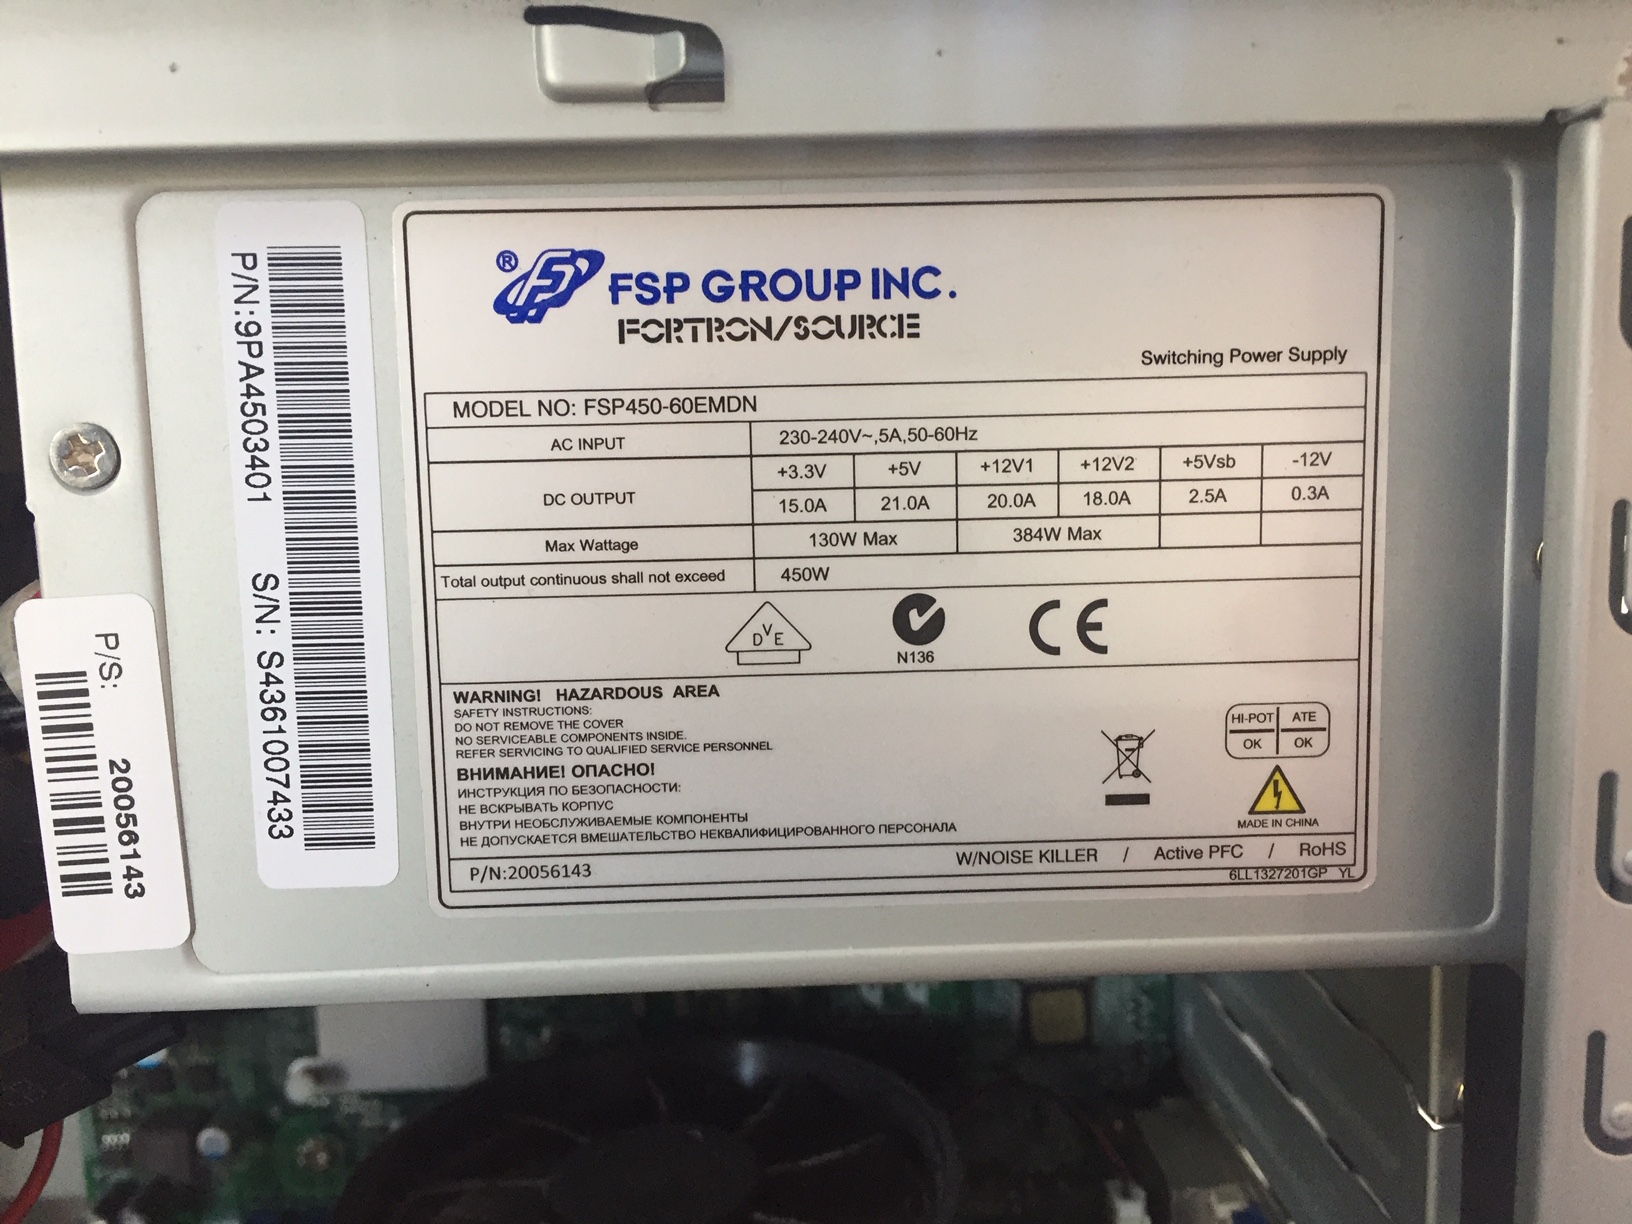 P/N:9PA4503401 S/N: S4361007433
P/S: 20056143
® FSP GROUP INC.
FORTRON/SOURCE
Switching Power Supply
MODEL NO: FSP450-60EMDN
AC INPUT 230-240V~,5A,50-60Hz
DC OUTPUT +3.3V +5V +12V1 +12V2 +5Vsb -12V
15.0A 21.0A 20.0A 18.0A 2.5A 0.3A
Max Wattage 130W Max 384W Max
Total output continuous shall not exceed 450W
DVE
N136
CE
WARNING! HAZARDOUS AREA
SAFETY INSTRUCTIONS:
DO NOT REMOVE THE COVER
NO SERVICEABLE COMPONENTS INSIDE.
REFER SERVICING TO QUALIFIED SERVICE PERSONNEL
ВНИМАНИЕ! ОПАСНО!
ИНСТРУКЦИЯ ПО БЕЗОПАСНОСТИ:
НЕ ВСКРЫВАТЬ КОРПУС
ВНУТРИ НЕОБСЛУЖИВАЕМЫЕ КОМПОНЕНТЫ
НЕ ДОПУСКАЕТСЯ ВМЕШАТЕЛЬСТВО НЕКВАЛИФИЦИРОВАННОГО ПЕРСОНАЛА
HI-POT ATE
OK OK
MADE IN CHINA
P/N:20056143
W/NOISE KILLER / Active PFC / RoHS
6LL1327201GP YL